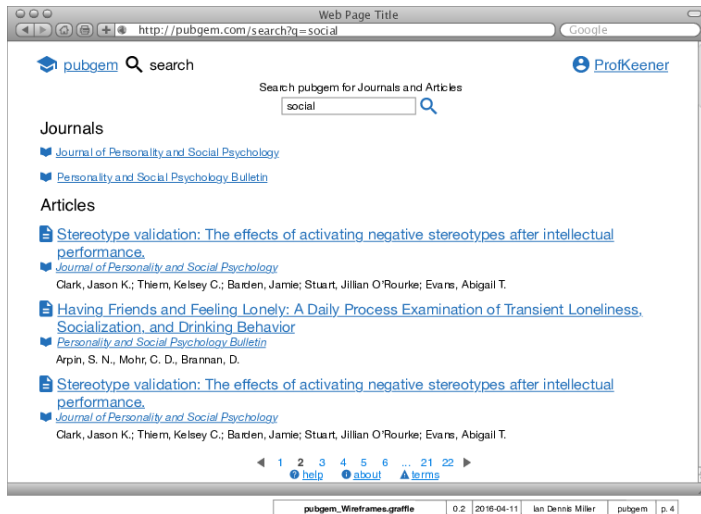 Web Page Title
http://pubgem.com/search?q=social
Google
pubgem search
ProfKeener
Search pubgem for Journals and Articles
social
Journals
Journal of Personality and Social Psychology
Personality and Social Psychology Bulletin
Articles
Stereotype validation: The effects of activating negative stereotypes after intellectual
performance.
Journal of Personality and Social Psychology
Clark, Jason K.; Thiem, Kelsey C.; Barden, Jamie; Stuart, Jillian O'Rourke; Evans, Abigail T.
Having Friends and Feeling Lonely: A Daily Process Examination of Transient Loneliness,
Socialization, and Drinking Behavior
Personality and Social Psychology Bulletin
Arpin, S. N., Mohr, C. D., Brannan, D.
Stereotype validation: The effects of activating negative stereotypes after intellectual
performance.
Journal of Personality and Social Psychology
Clark, Jason K.; Thiem, Kelsey C.; Barden, Jamie; Stuart, Jillian O'Rourke; Evans, Abigail T.
1 2 3 4 5 6 ... 21 22
help about terms
pubgem_Wireframes.graffle 0.2 2016-04-11 Ian Dennis Miller pubgem p. 4